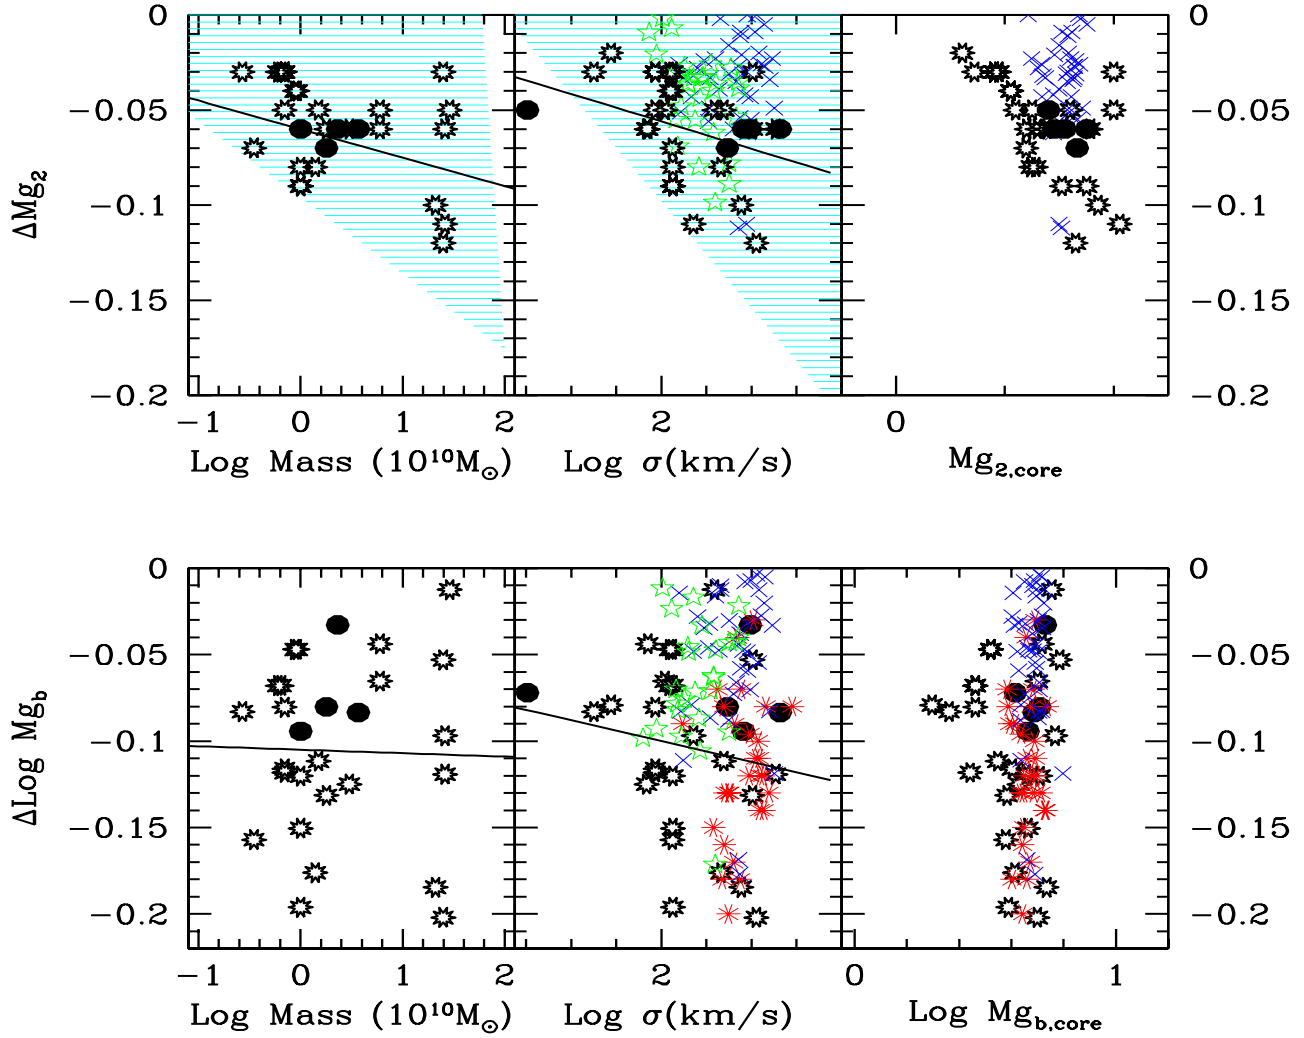 0 0
−0.05 −0.05
ΔMg₂
−0.1 −0.1
−0.15 −0.15
−0.2 −0.2
−1 0 1 2 2 0
Log Mass (10¹⁰M⊙) Log σ(km/s) Mg₂,core
0 0
−0.05 −0.05
ΔLog Mg_b
−0.1 −0.1
−0.15 −0.15
−0.2 −0.2
−1 0 1 2 2 0 1
Log Mass (10¹⁰M⊙) Log σ(km/s) Log Mg_b,core